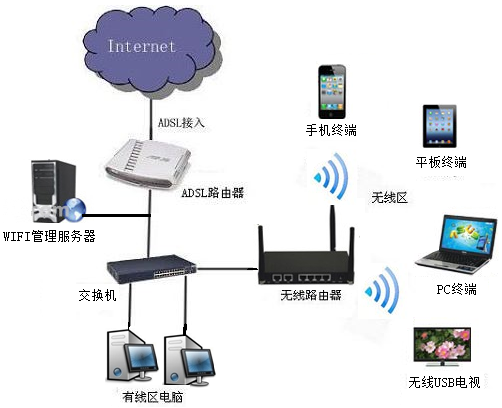 Internet
ADSL接入
手机终端
平板终端
ADSL路由器
无线区
WIFI管理服务器
交换机
无线路由器
PC终端
有线区电脑
无线USB电视